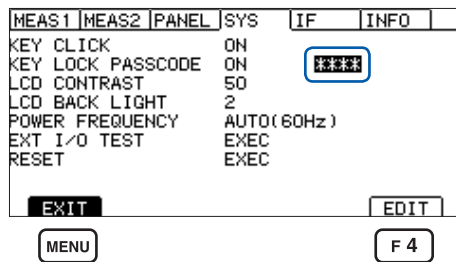 MEAS1 MEAS2 PANEL SYS IF INFO
KEY CLICK ON
KEY LOCK PASSCODE ON ****
LCD CONTRAST 50
LCD BACK LIGHT 2
POWER FREQUENCY AUTO(60Hz)
EXT I/O TEST EXEC
RESET EXEC
EXIT EDIT
MENU F 4